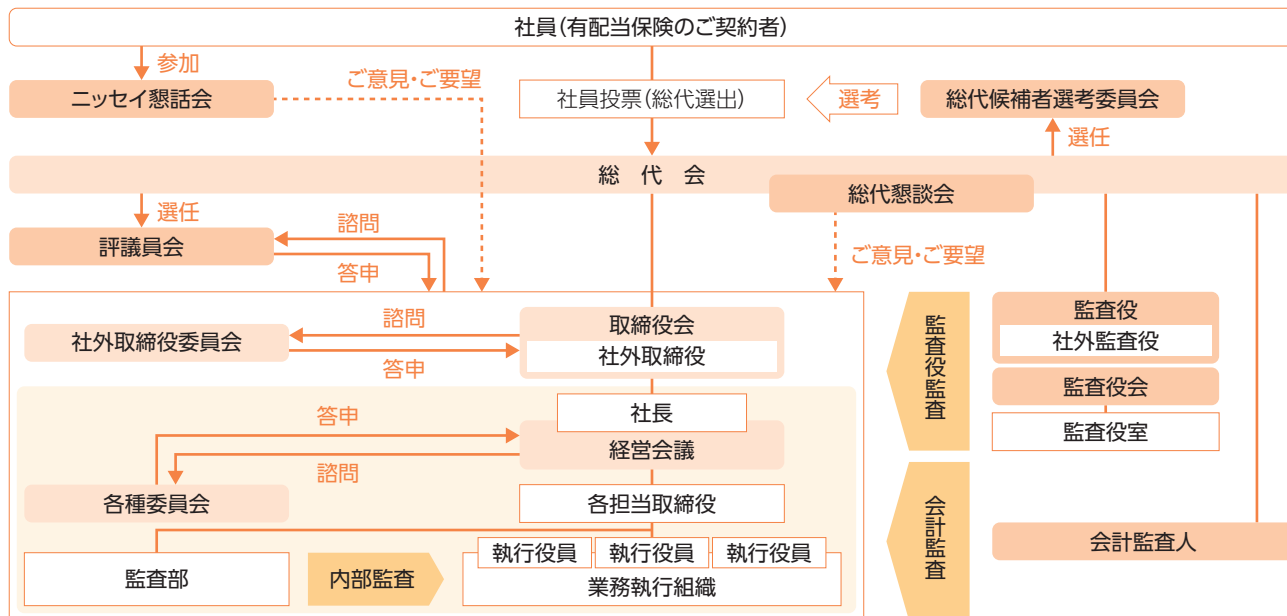 社員(有配当保険のご契約者)
参加
ニッセイ懇話会
ご意見・ご要望
社員投票(総代選出)
選考
総代候補者選考委員会
選任
総代会
総代懇談会
選任
評議員会
諮問
答申
ご意見・ご要望
社外取締役委員会
諮問
答申
取締役会
社外取締役
監査役監査
監査役
社外監査役
監査役会
監査役室
社長
経営会議
答申
諮問
各種委員会
各担当取締役
会計監査
会計監査人
監査部
内部監査
執行役員 執行役員 執行役員
業務執行組織